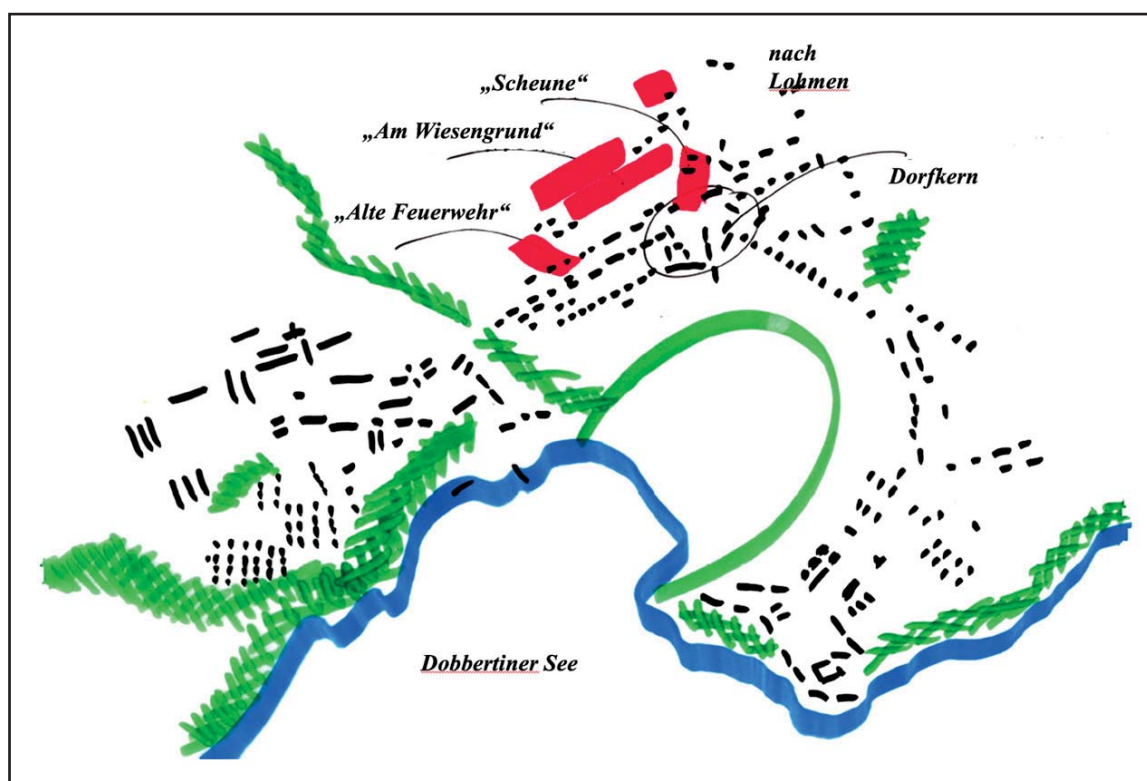 nach
Lohmen
„Scheune“
„Am Wiesengrund“
Dorfkern
„Alte Feuerwehr“
Dobbertiner See